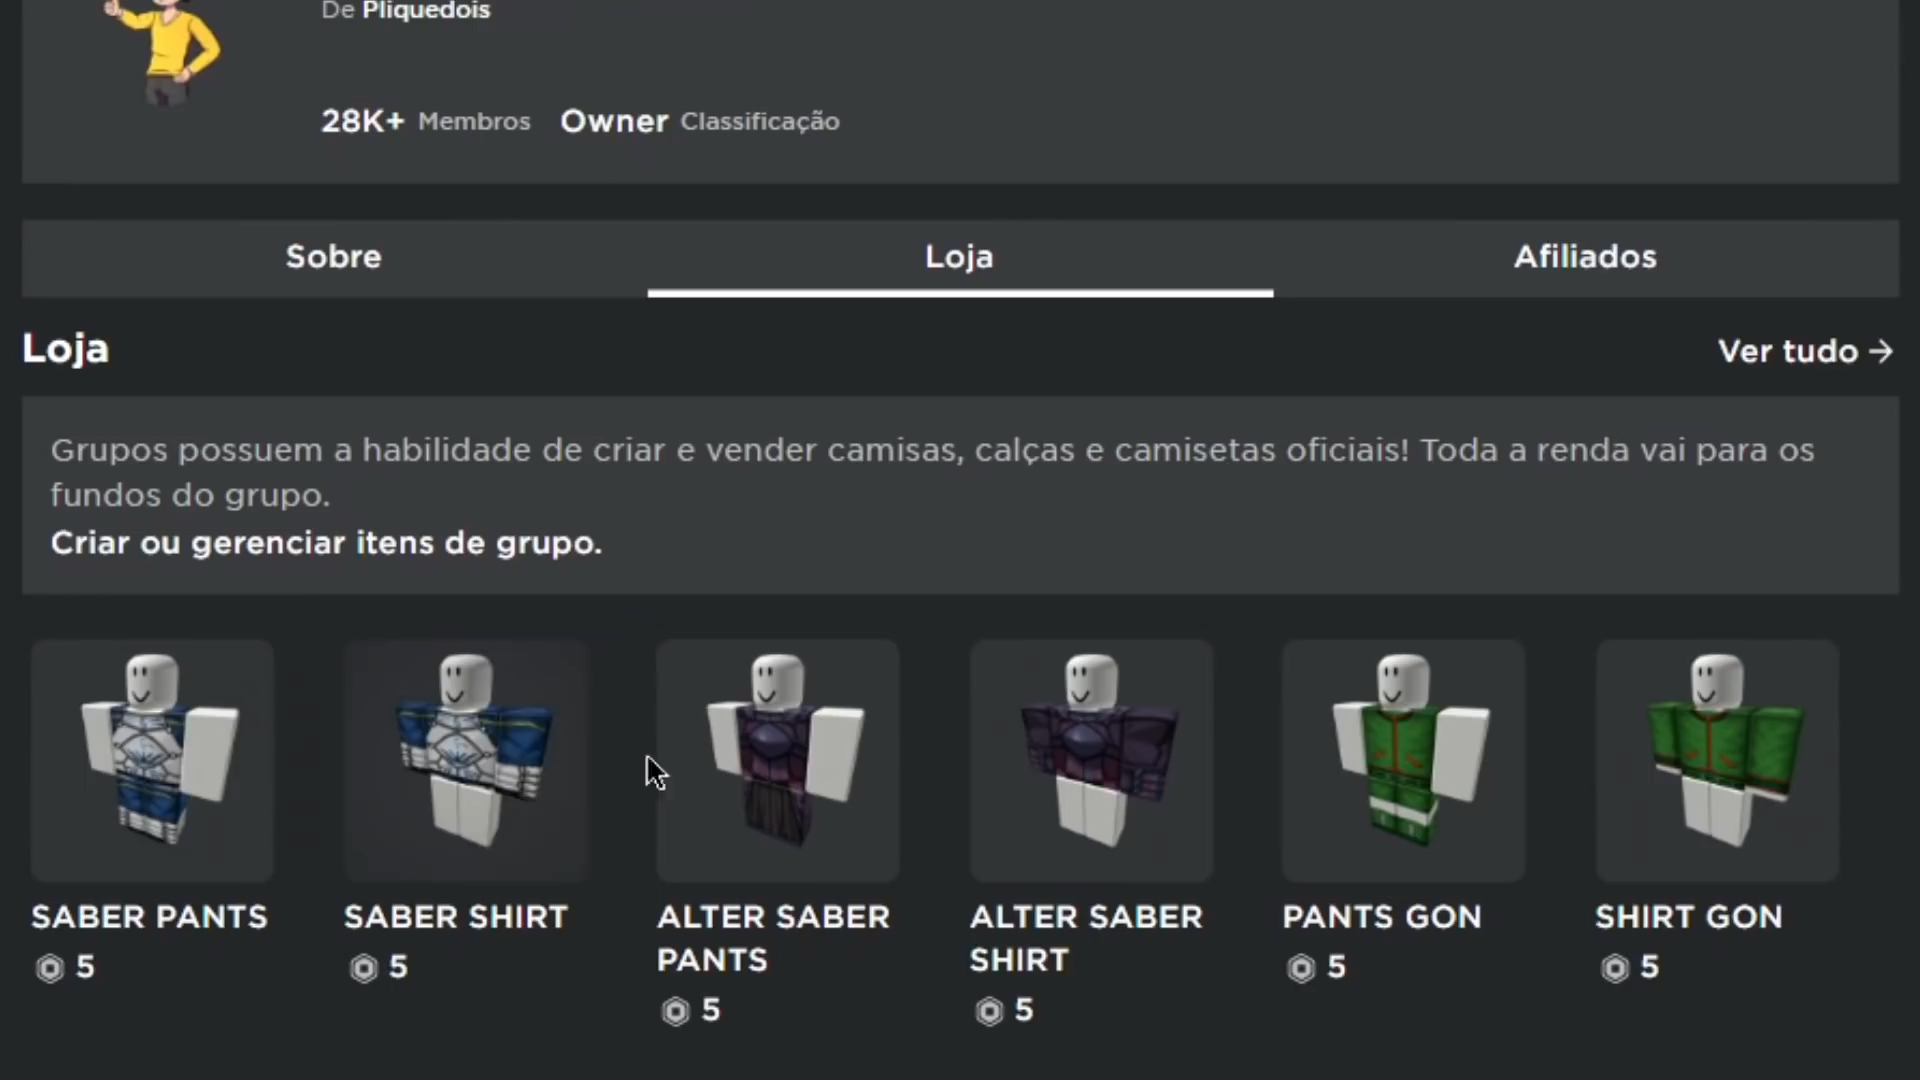 De Pliquedois
28K+ Membros Owner Classificação
Sobre Loja Afiliados
Loja
Ver tudo →
Grupos possuem a habilidade de criar e vender camisas, calças e camisetas oficiais! Toda a renda vai para os
fundos do grupo.
Criar ou gerenciar itens de grupo.
SABER PANTS
5
SABER SHIRT
5
ALTER SABER
PANTS
5
ALTER SABER
SHIRT
5
PANTS GON
5
SHIRT GON
5